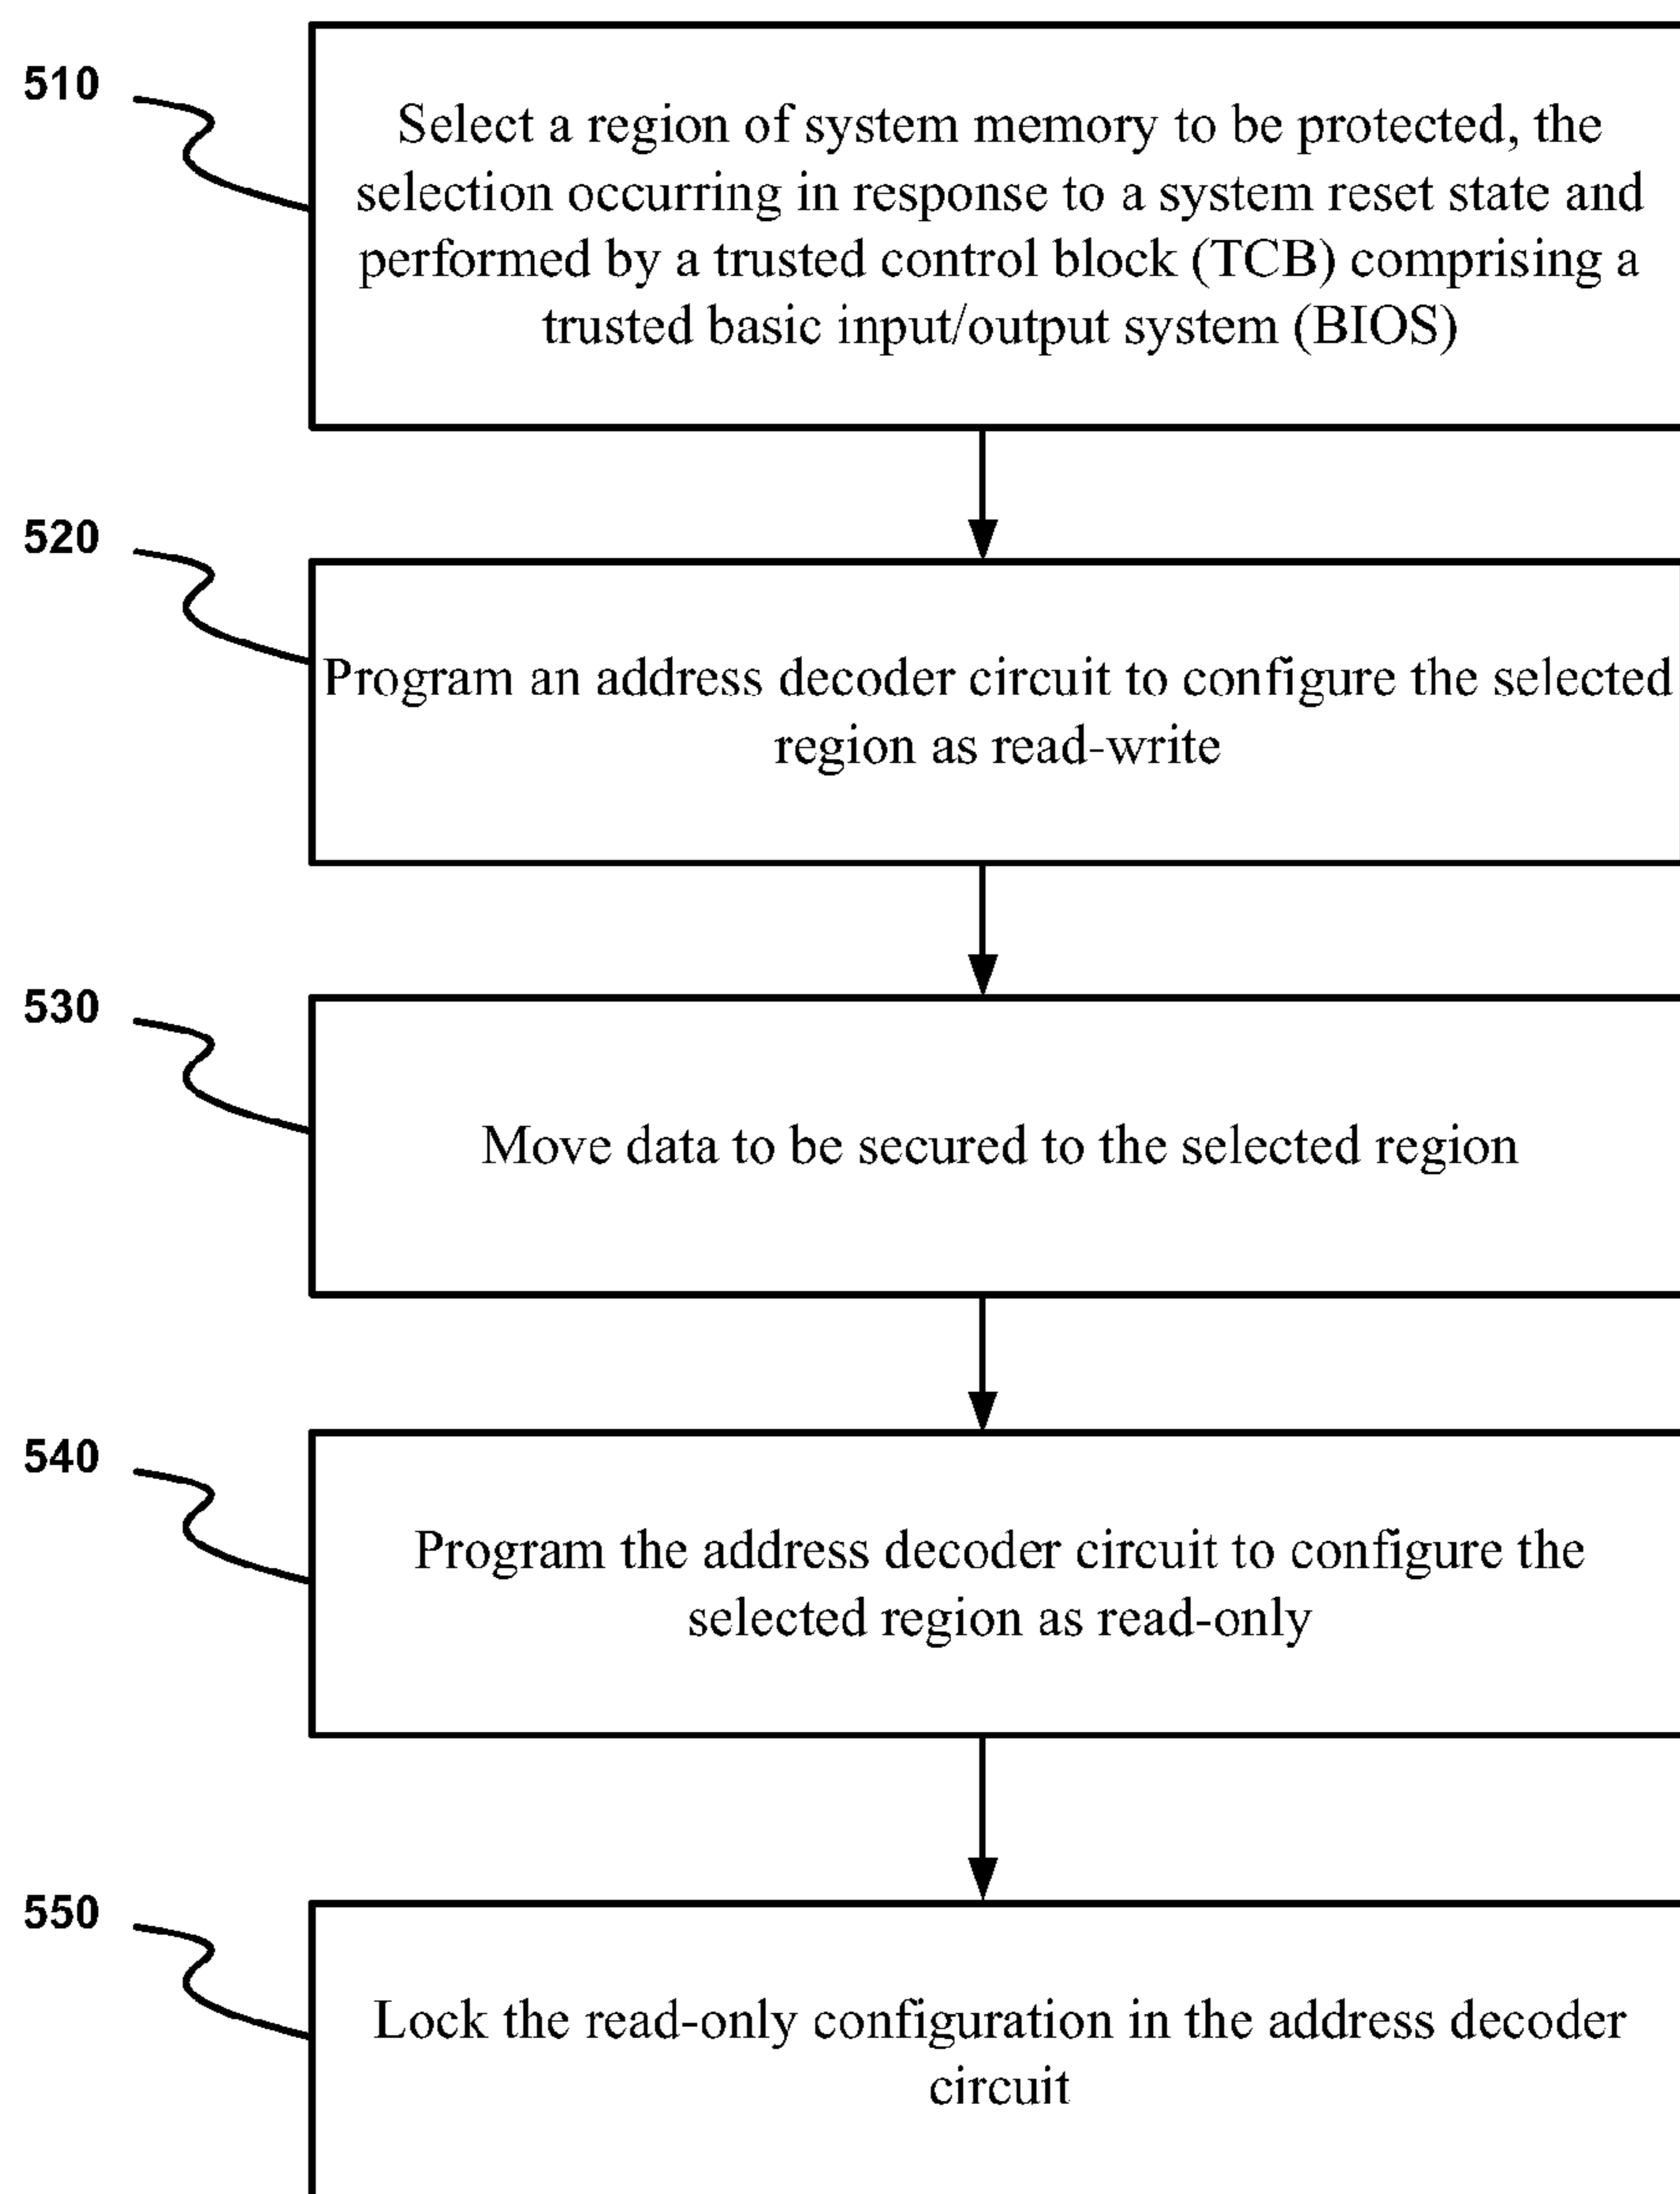 510
Select a region of system memory to be protected, the
selection occurring in response to a system reset state and
performed by a trusted control block (TCB) comprising a
trusted basic input/output system (BIOS)
520
Program an address decoder circuit to configure the selected
region as read-write
530
Move data to be secured to the selected region
540
Program the address decoder circuit to configure the
selected region as read-only
550
Lock the read-only configuration in the address decoder
circuit